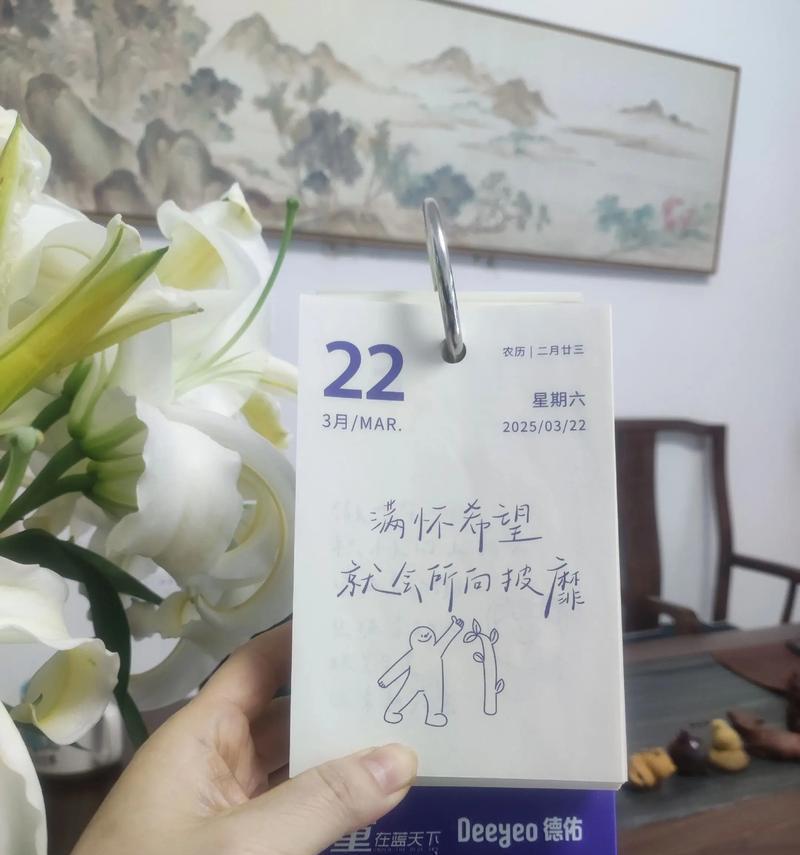 22
农历 | 二月廿三
3月/MAR.
星期六
2025/03/22
满怀希望
就会所向披靡
在蓝天下
Deeyeo 德佑